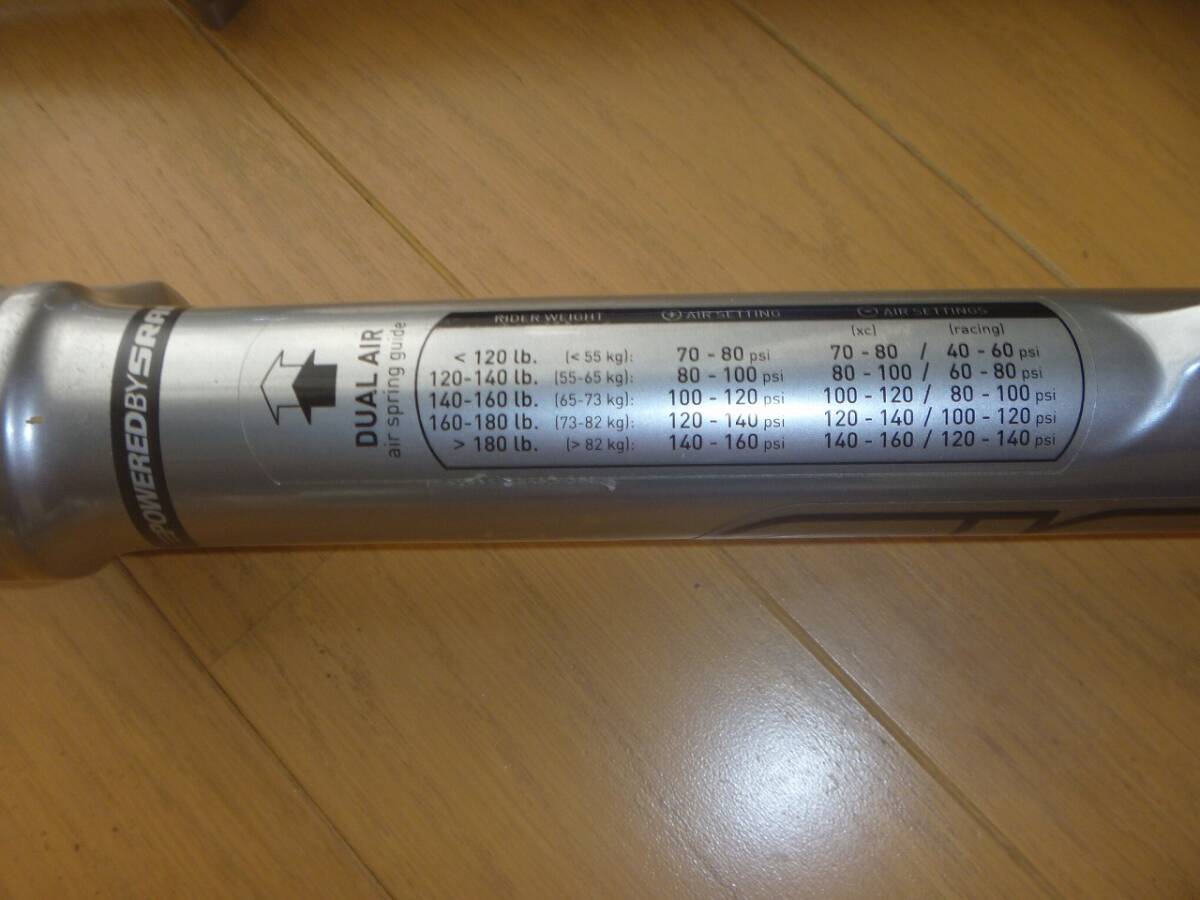 POWEREDBYSRA
DUAL AIR
air spring guide
RIDER WEIGHT + AIR SETTING - AIR SETTINGS
(xc) (racing)
< 120 lb. (< 55 kg): 70 - 80 psi 70 - 80 / 40 - 60 psi
120-140 lb. (55-65 kg): 80 - 100 psi 80 - 100 / 60 - 80 psi
140-160 lb. (65-73 kg): 100 - 120 psi 100 - 120 / 80 - 100 psi
160-180 lb. (73-82 kg): 120 - 140 psi 120 - 140 / 100 - 120 psi
> 180 lb. (> 82 kg): 140 - 160 psi 140 - 160 / 120 - 140 psi